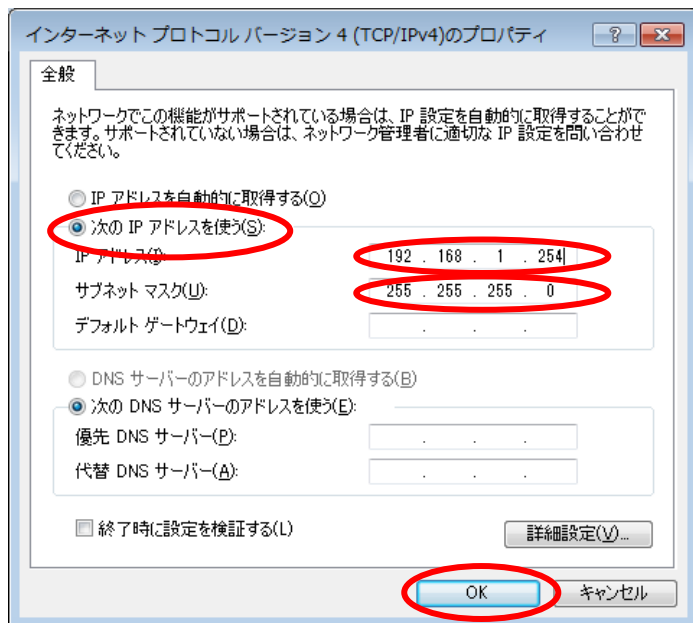 インターネット プロトコル バージョン 4 (TCP/IPv4)のプロパティ
全般
ネットワークでこの機能がサポートされている場合は、IP 設定を自動的に取得することがで
きます。サポートされていない場合は、ネットワーク管理者に適切な IP 設定を問い合わせ
てください。
IP アドレスを自動的に取得する(O)
次の IP アドレスを使う(S):
IP アドレス(I): 192 . 168 . 1 . 254
サブネット マスク(U): 255 . 255 . 255 . 0
デフォルト ゲートウェイ(D): . . .
DNS サーバーのアドレスを自動的に取得する(B)
次の DNS サーバーのアドレスを使う(E):
優先 DNS サーバー(P): . . .
代替 DNS サーバー(A): . . .
終了時に設定を検証する(L)
詳細設定(V)...
OK キャンセル